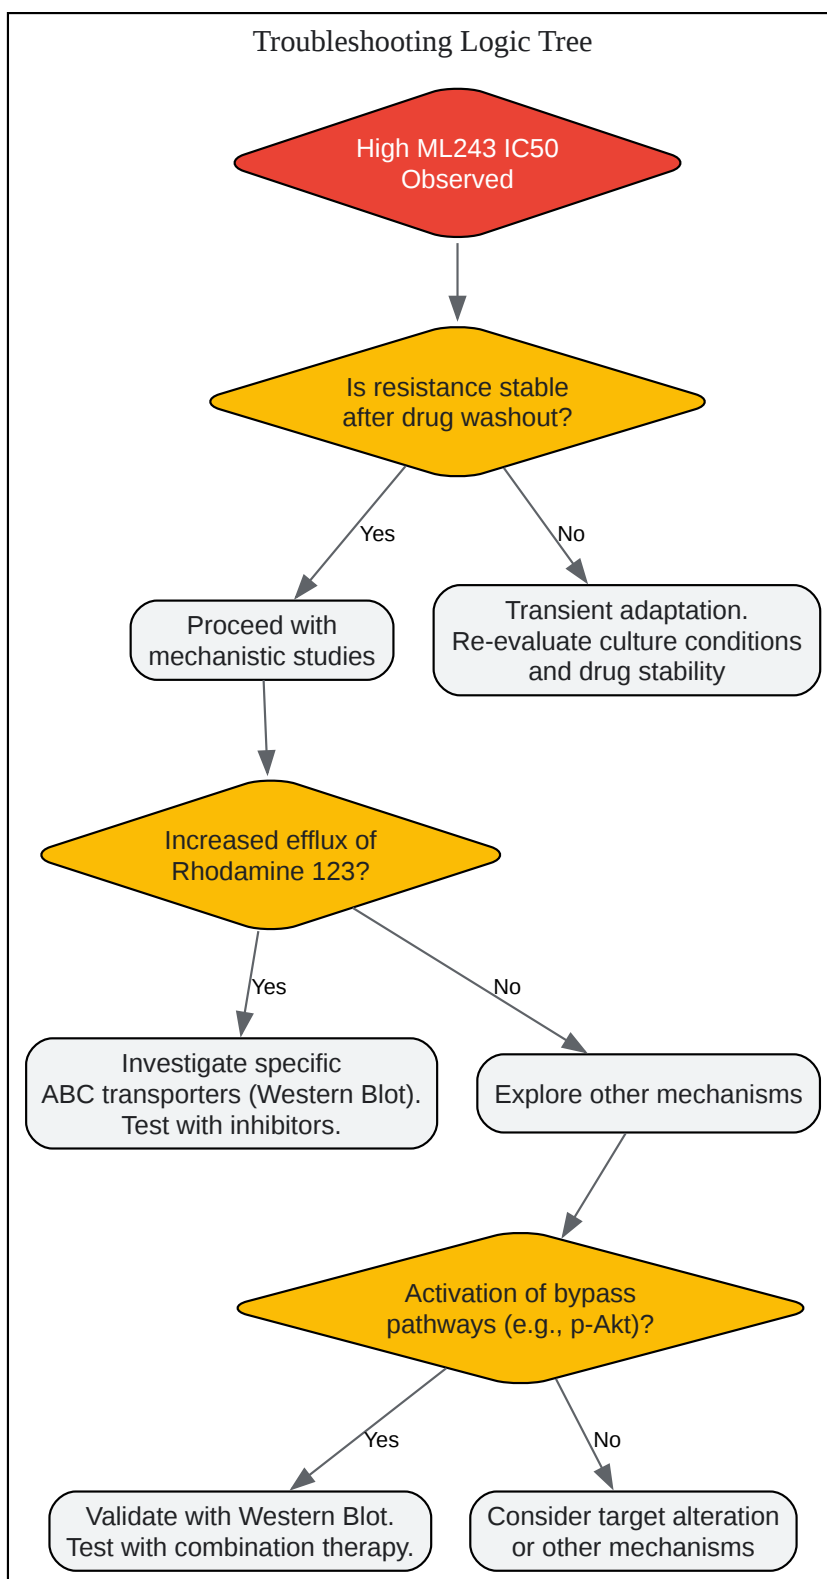 Troubleshooting Logic Tree
High ML243 IC50
Observed
Is resistance stable
after drug washout?
Yes
No
Proceed with
mechanistic studies
Transient adaptation.
Re-evaluate culture conditions
and drug stability
Increased efflux of
Rhodamine 123?
Yes
No
Investigate specific
ABC transporters (Western Blot).
Test with inhibitors.
Explore other mechanisms
Activation of bypass
pathways (e.g., p-Akt)?
Yes
No
Validate with Western Blot.
Test with combination therapy.
Consider target alteration
or other mechanisms